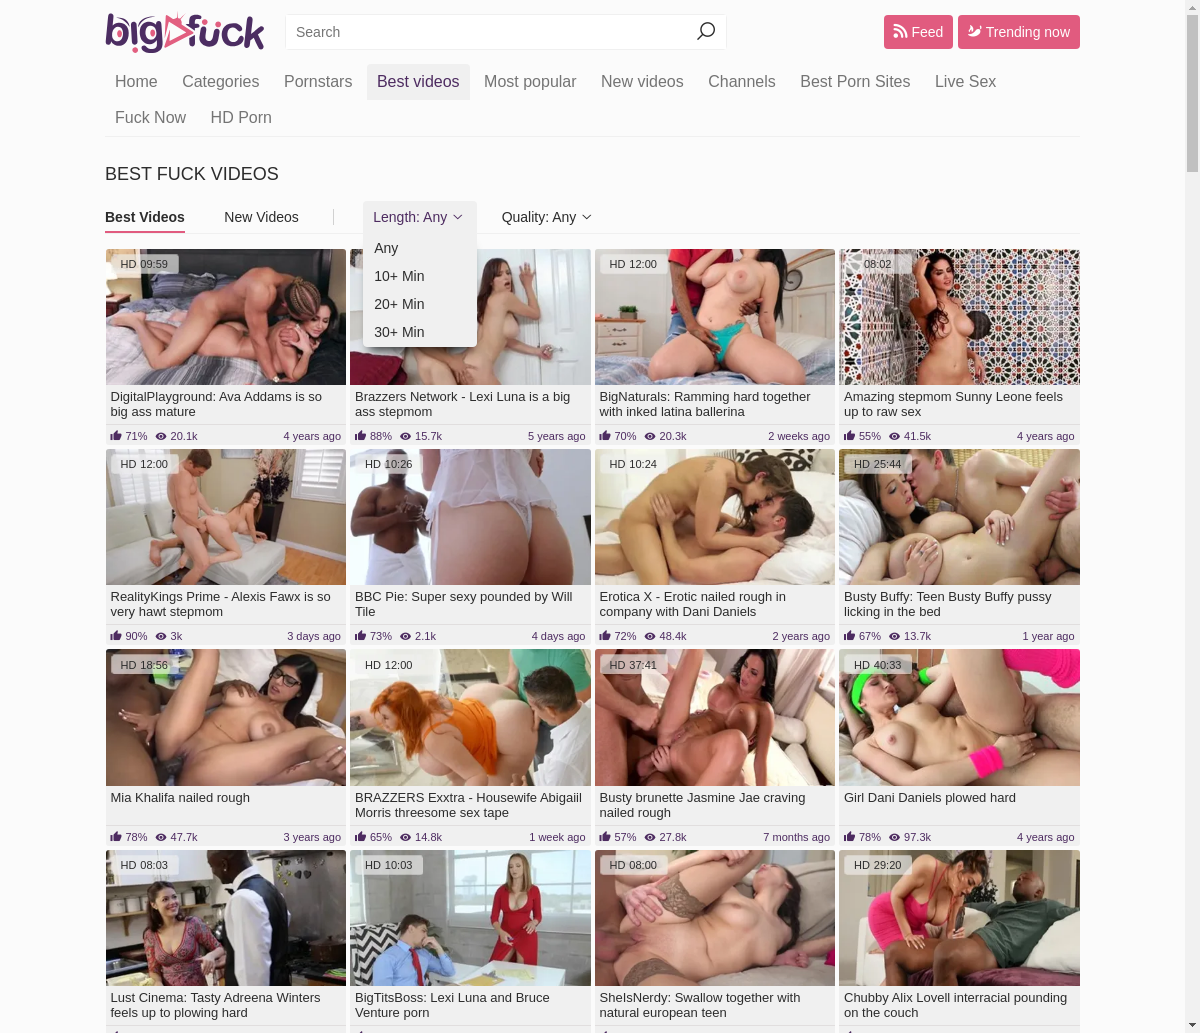 bigfuck
Search
Feed
Trending now
Home Categories Pornstars Best videos Most popular New videos Channels Best Porn Sites Live Sex
Fuck Now HD Porn
BEST FUCK VIDEOS
Best Videos New Videos Length: Any Quality: Any
Any
10+ Min
20+ Min
30+ Min
HD 09:59
HD 12:00
08:02
DigitalPlayground: Ava Addams is so
big ass mature
71% 20.1k 4 years ago
Brazzers Network - Lexi Luna is a big
ass stepmom
88% 15.7k 5 years ago
BigNaturals: Ramming hard together
with inked latina ballerina
70% 20.3k 2 weeks ago
Amazing stepmom Sunny Leone feels
up to raw sex
55% 41.5k 4 years ago
HD 12:00
HD 10:26
HD 10:24
HD 25:44
RealityKings Prime - Alexis Fawx is so
very hawt stepmom
90% 3k 3 days ago
BBC Pie: Super sexy pounded by Will
Tile
73% 2.1k 4 days ago
Erotica X - Erotic nailed rough in
company with Dani Daniels
72% 48.4k 2 years ago
Busty Buffy: Teen Busty Buffy pussy
licking in the bed
67% 13.7k 1 year ago
HD 18:56
HD 12:00
HD 37:41
HD 40:33
Mia Khalifa nailed rough
78% 47.7k 3 years ago
BRAZZERS Exxtra - Housewife Abigaiil
Morris threesome sex tape
65% 14.8k 1 week ago
Busty brunette Jasmine Jae craving
nailed rough
57% 27.8k 7 months ago
Girl Dani Daniels plowed hard
78% 97.3k 4 years ago
HD 08:03
HD 10:03
HD 08:00
HD 29:20
Lust Cinema: Tasty Adreena Winters
feels up to plowing hard
BigTitsBoss: Lexi Luna and Bruce
Venture porn
SheIsNerdy: Swallow together with
natural european teen
Chubby Alix Lovell interracial pounding
on the couch